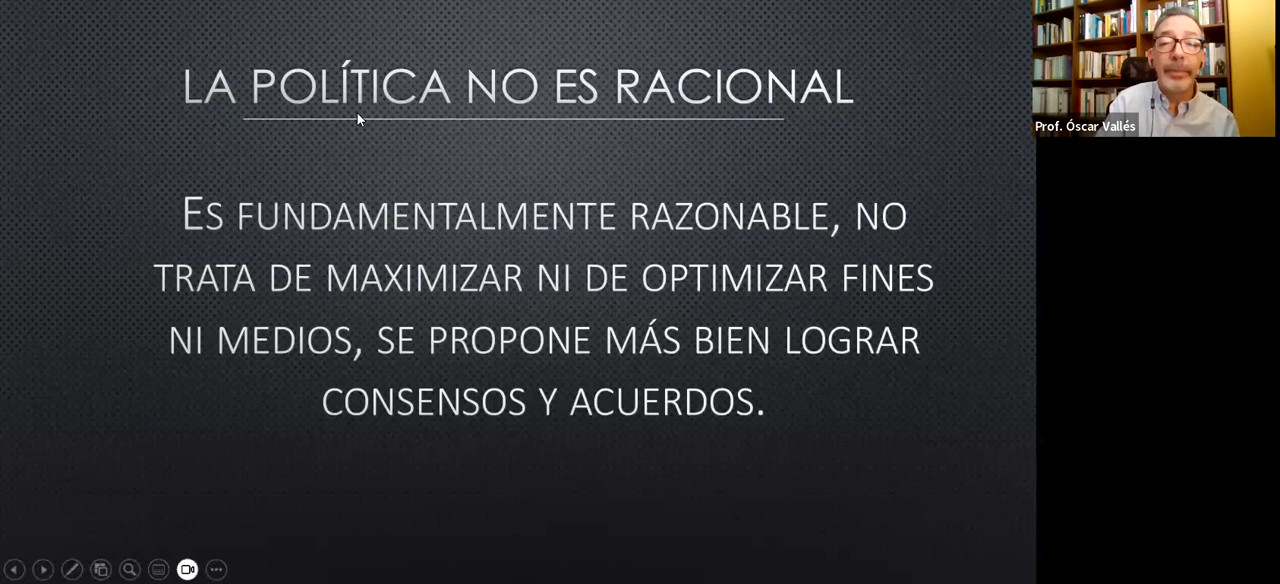 LA POLÍTICA NO ES RACIONAL
ES FUNDAMENTALMENTE RAZONABLE, NO
TRATA DE MAXIMIZAR NI DE OPTIMIZAR FINES
NI MEDIOS, SE PROPONE MÁS BIEN LOGRAR
CONSENSOS Y ACUERDOS.
Prof. Óscar Vallés